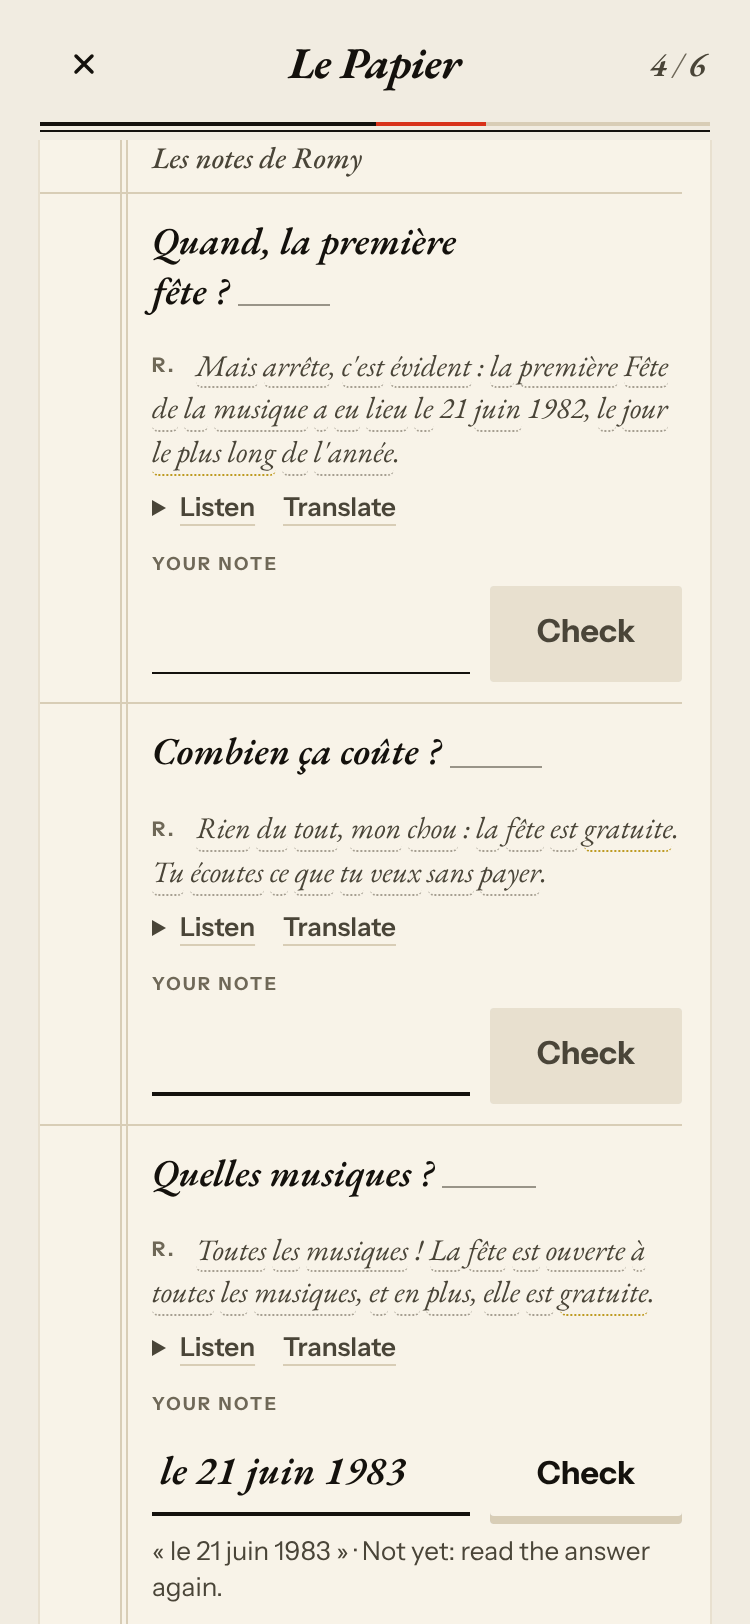 ×
Le Papier
4 / 6
Les notes de Romy
Quand, la première
fête ? ______
R. Mais arrête, c'est évident : la première Fête
de la musique a eu lieu le 21 juin 1982, le jour
le plus long de l'année.
▶ Listen Translate
YOUR NOTE
Check
Combien ça coûte ? ______
R. Rien du tout, mon chou : la fête est gratuite.
Tu écoutes ce que tu veux sans payer.
▶ Listen Translate
YOUR NOTE
Check
Quelles musiques ? ______
R. Toutes les musiques ! La fête est ouverte à
toutes les musiques, et en plus, elle est gratuite.
▶ Listen Translate
YOUR NOTE
le 21 juin 1983
Check
« le 21 juin 1983 » · Not yet: read the answer
again.